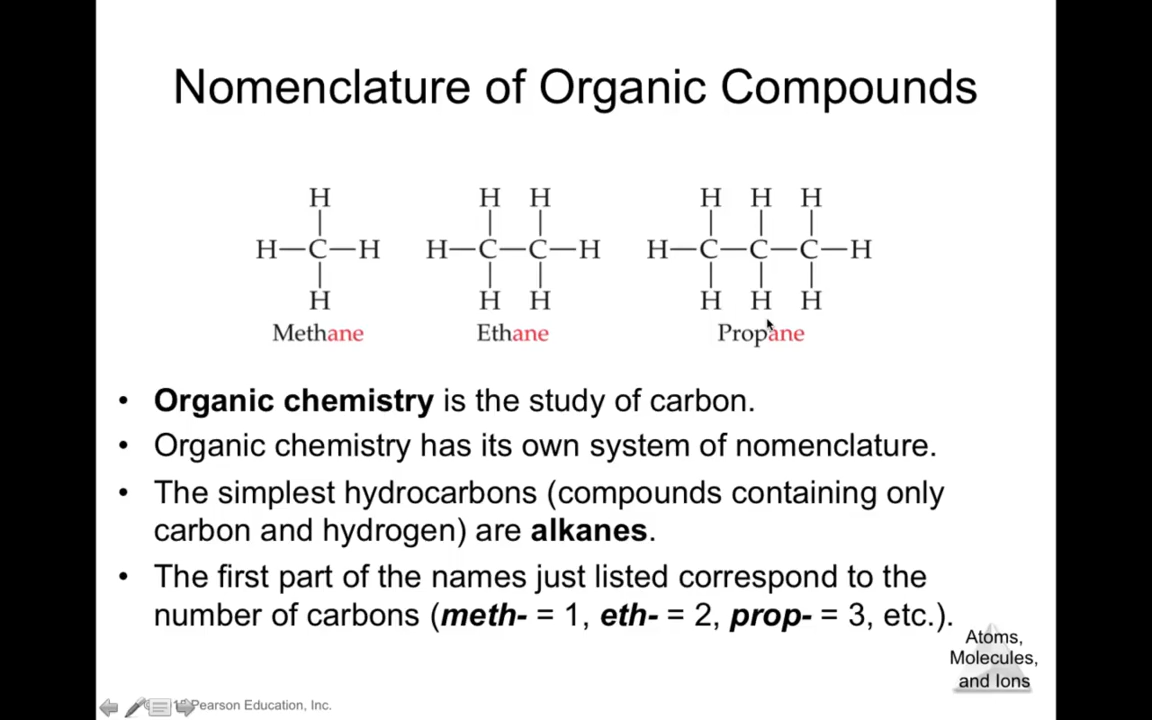 Nomenclature of Organic Compounds
H H H H H H
H—C—H H—C—C—H H—C—C—C—H
H H H H H H
Methane Ethane Propane
• Organic chemistry is the study of carbon.
• Organic chemistry has its own system of nomenclature.
• The simplest hydrocarbons (compounds containing only
carbon and hydrogen) are alkanes.
• The first part of the names just listed correspond to the
number of carbons (meth- = 1, eth- = 2, prop- = 3, etc.).
Atoms,
Molecules,
and Ions
Pearson Education, Inc.